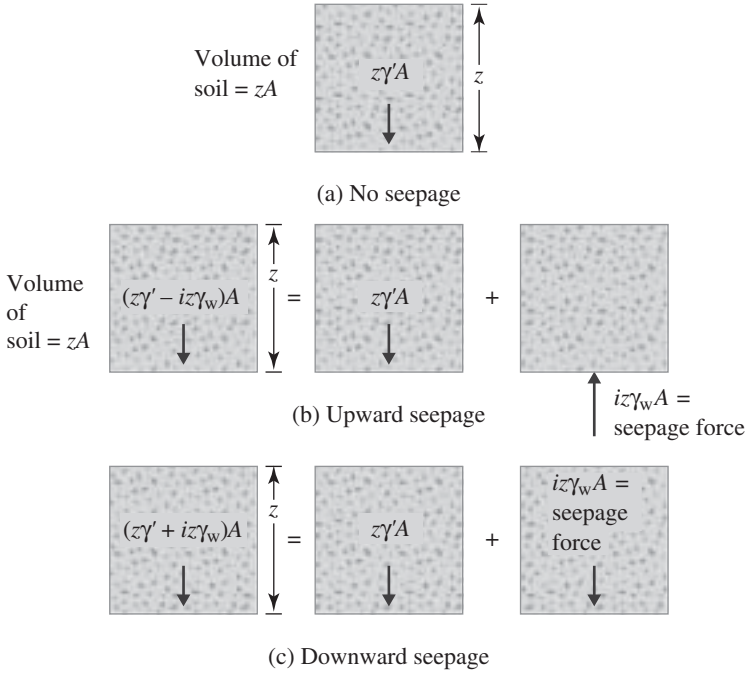 Volume of
soil = zA
zγ′A
z
(a) No seepage
Volume
of
soil = zA
(zγ′ – izγw)A
z
=
zγ′A
+
izγwA =
seepage force
(b) Upward seepage
(zγ′ + izγw)A
z
=
zγ′A
+
izγwA =
seepage
force
(c) Downward seepage